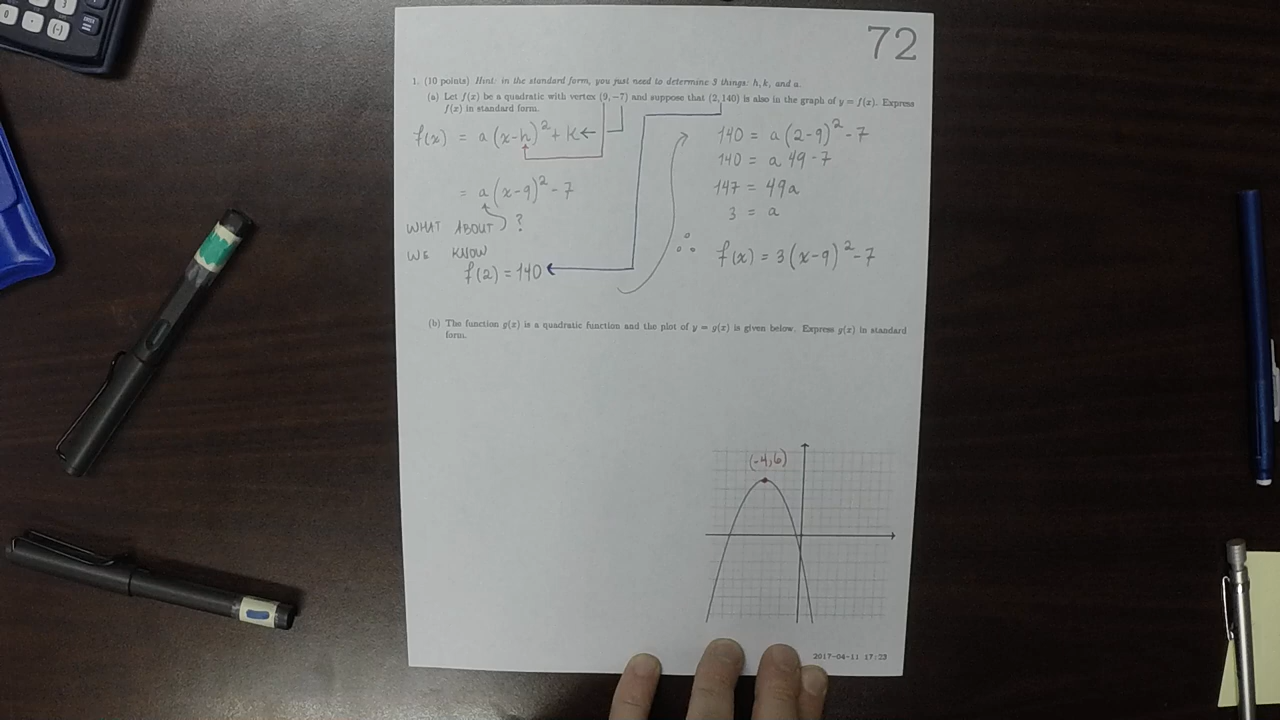 72
1. (10 points) Hint: in the standard form, you just need to determine 3 things: h, k, and a.
(a) Let f(x) be a quadratic with vertex (9, −7) and suppose that (2, 140) is also in the graph of y = f(x). Express
f(x) in standard form.
f(x) = a(x-h)² + k
= a(x-9)² - 7
WHAT ABOUT ?
WE KNOW
f(2) = 140
140 = a(2-9)² - 7
140 = a 49 - 7
147 = 49a
3 = a
∴ f(x) = 3(x-9)² - 7
(b) The function g(x) is a quadratic function and the plot of y = g(x) is given below. Express g(x) in standard
form.
(-4,6)
2017-04-11 17:23